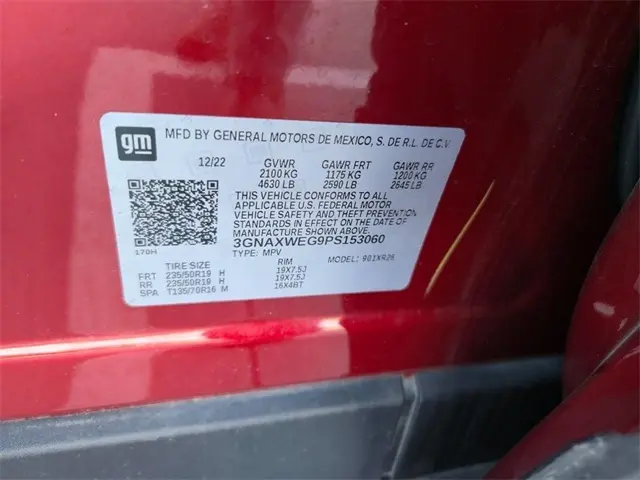 gm
MFD BY GENERAL MOTORS DE MEXICO, S. DE R.L. DE C.V
12/22 GVWR GAWR FRT GAWR RR
2100 KG 1175 KG 1200 KG
4630 LB 2590 LB 2645 LB
THIS VEHICLE CONFORMS TO ALL
APPLICABLE U.S. FEDERAL MOTOR
VEHICLE SAFETY AND THEFT PREVENTION
STANDARDS IN EFFECT ON THE DATE OF
MANUFACTURE SHOWN ABOVE.
3GNAXWEG9PS153060
170H
TYPE: MPV MODEL: 901XR26
TIRE SIZE RIM
FRT 235/50R19 H 19X7.5J
RR 235/50R19 H 19X7.5J
SPA T135/70R16 M 16X4BT